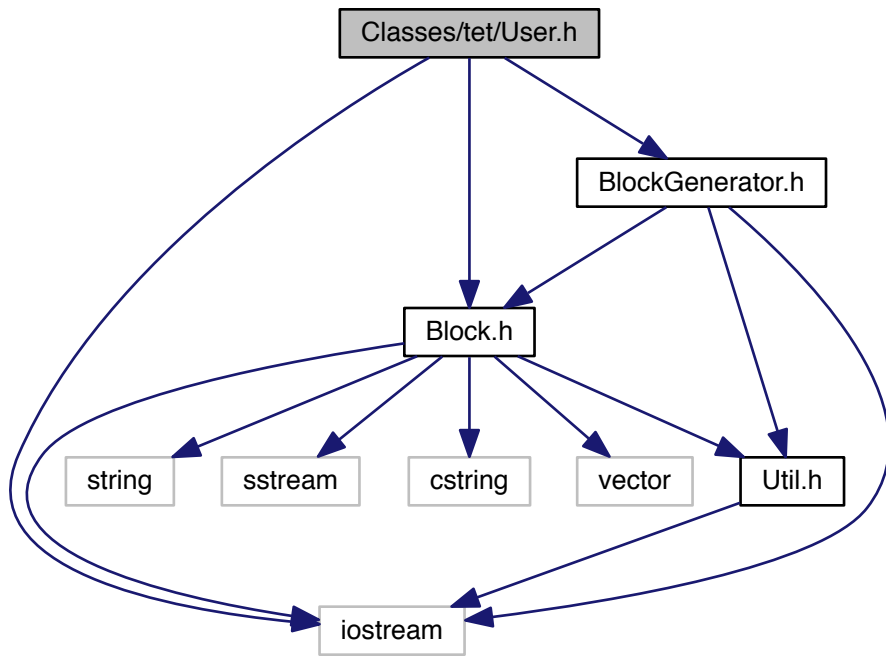 Classes/tet/User.h
BlockGenerator.h
Block.h
string
sstream
cstring
vector
Util.h
iostream